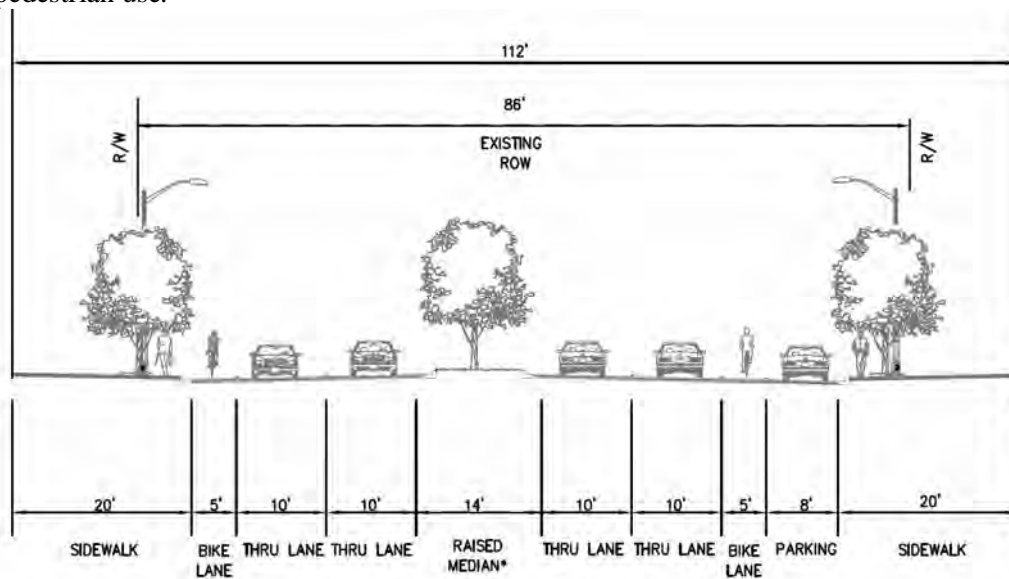 pedestrian use.
112'
86'
EXISTING
ROW
R/W
R/W
20'
5'
10'
10'
14'
10'
10'
5'
8'
20'
SIDEWALK
BIKE
LANE
THRU LANE
THRU LANE
RAISED
MEDIAN*
THRU LANE
THRU LANE
BIKE
LANE
PARKING
SIDEWALK